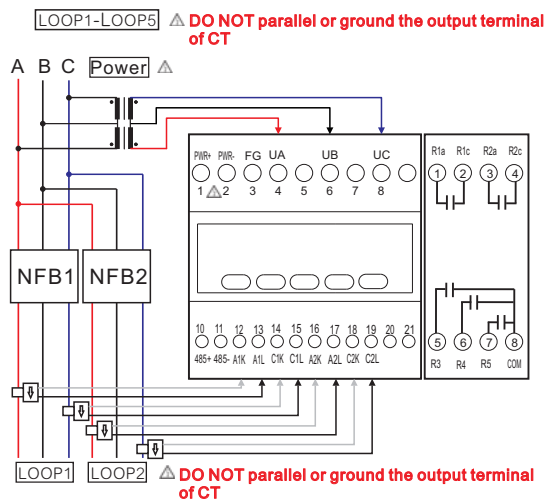 LOOP1-LOOP5 DO NOT parallel or ground the output terminal
of CT
A B C Power
PWR+ PWR- FG UA UB UC
1 2 3 4 5 6 7 8
R1a R1c R2a R2c
1 2 3 4
NFB1 NFB2
10 11 12 13 14 15 16 17 18 19 20 21
485+ 485- A1K A1L C1K C1L A2K A2L C2K C2L
5 6 7 8
R3 R4 R5 COM
LOOP1 LOOP2 DO NOT parallel or ground the output terminal
of CT